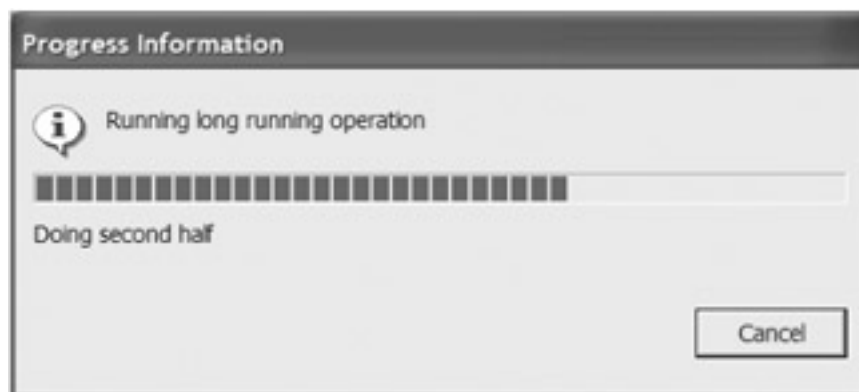 Progress Information
Running long running operation
Doing second half
Cancel